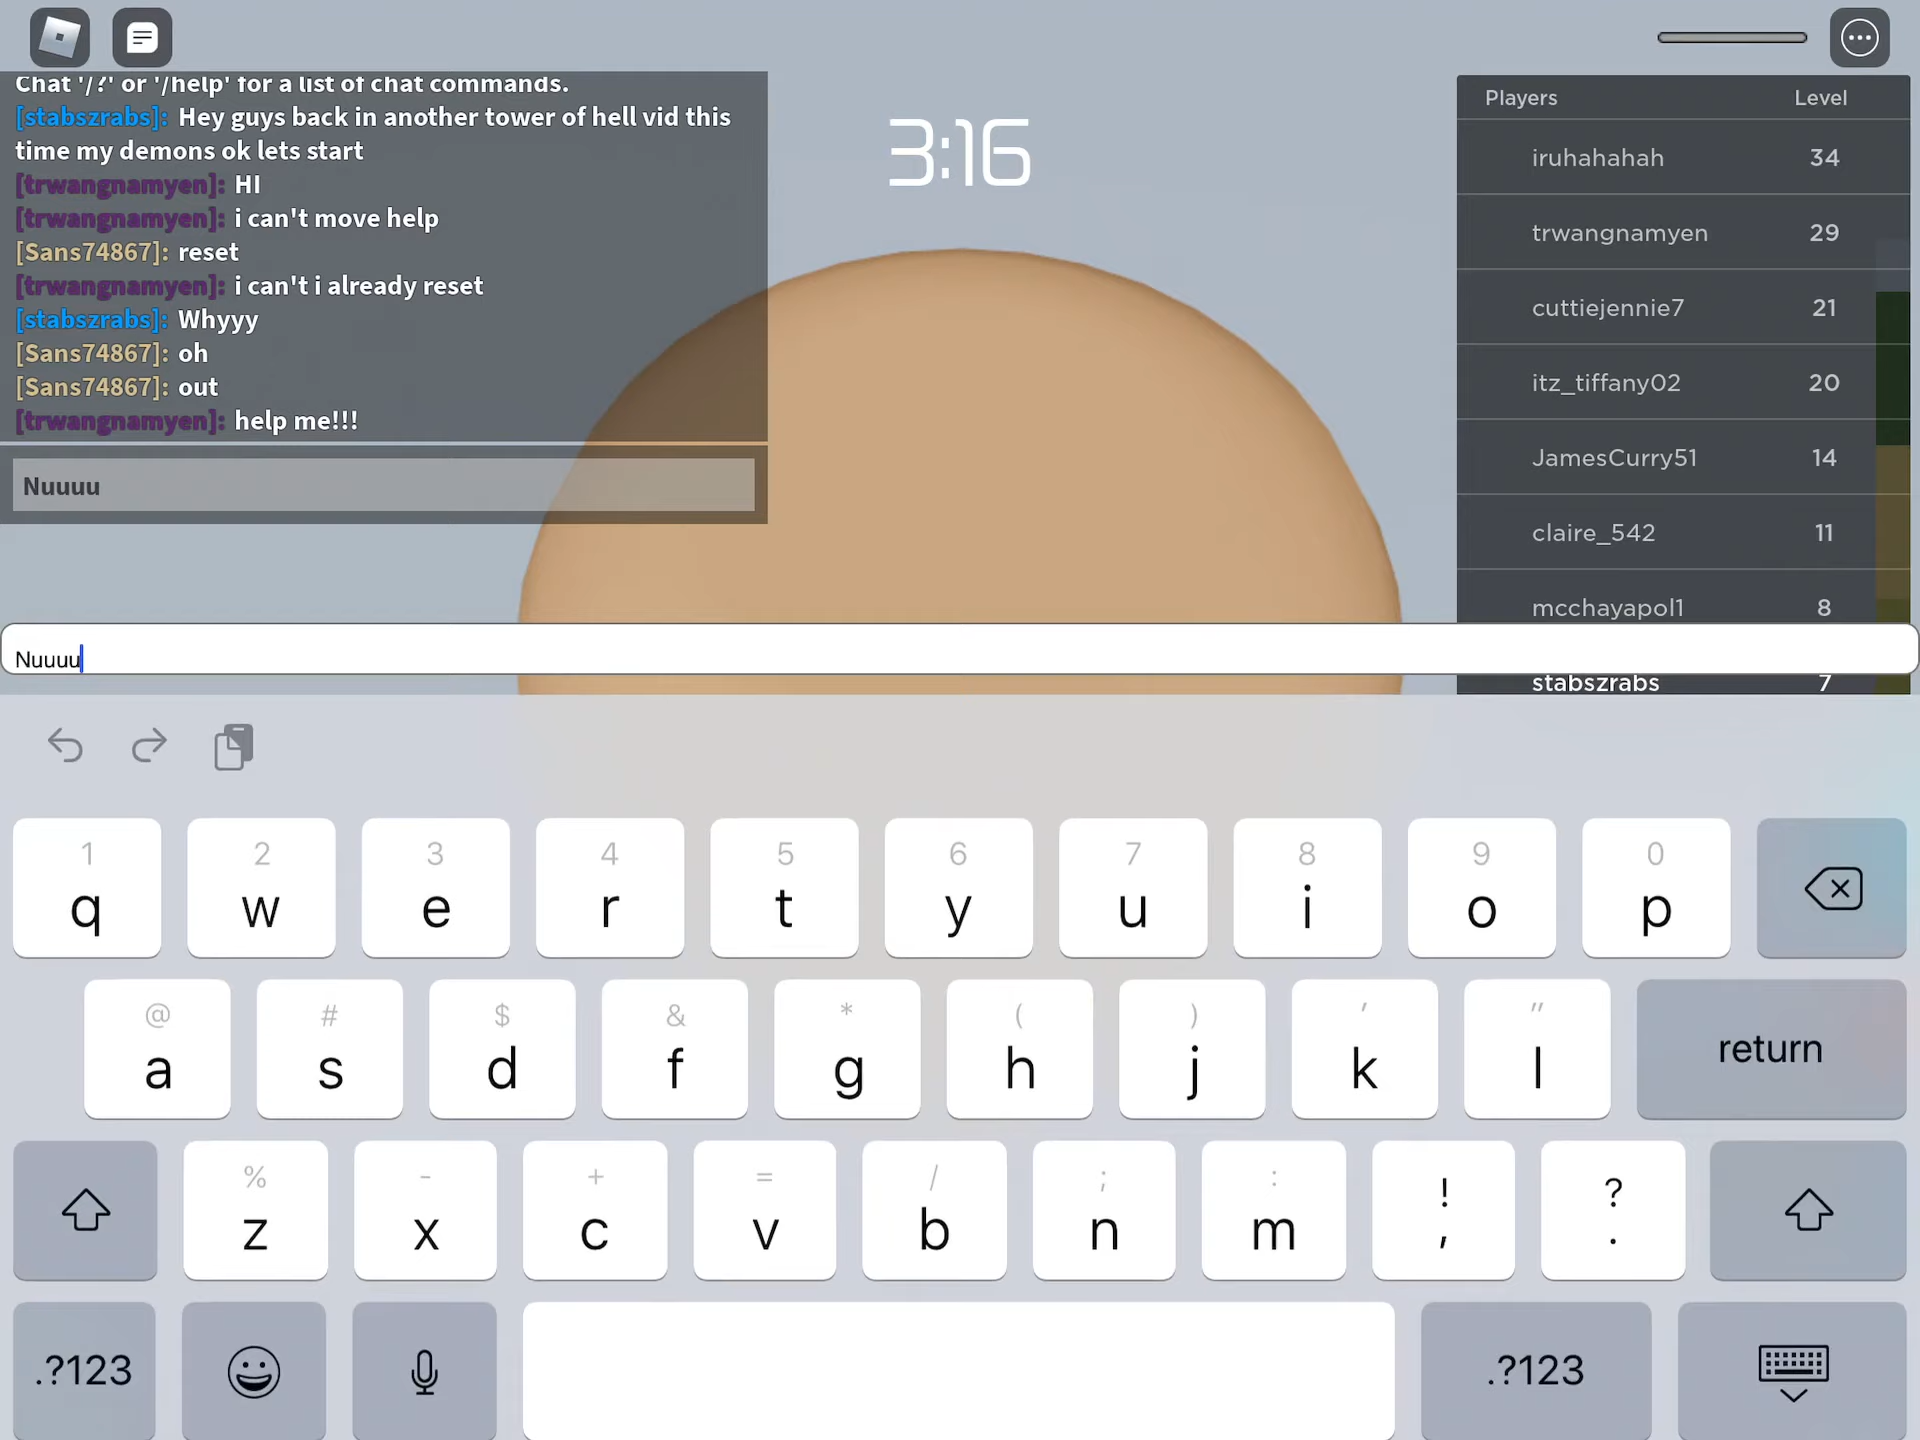 Chat '/?' or '/help' for a list of chat commands.
[stabszrabs]: Hey guys back in another tower of hell vid this
time my demons ok lets start
[trwangnamyen]: HI
[trwangnamyen]: i can't move help
[Sans74867]: reset
[trwangnamyen]: i can't i already reset
[stabszrabs]: Whyyy
[Sans74867]: oh
[Sans74867]: out
[trwangnamyen]: help me!!!
Nuuuu
3:16
Players Level
iruhahahah 34
trwangnamyen 29
cuttiejennie7 21
itz_tiffany02 20
JamesCurry51 14
claire_542 11
mcchayapol1 8
stabszrabs 7
Nuuuu
1 2 3 4 5 6 7 8 9 0
q w e r t y u i o p
@ # $ & * ( ) ' "
a s d f g h j k l return
% - + = / ; : ! ?
z x c v b n m , .
.?123 .?123